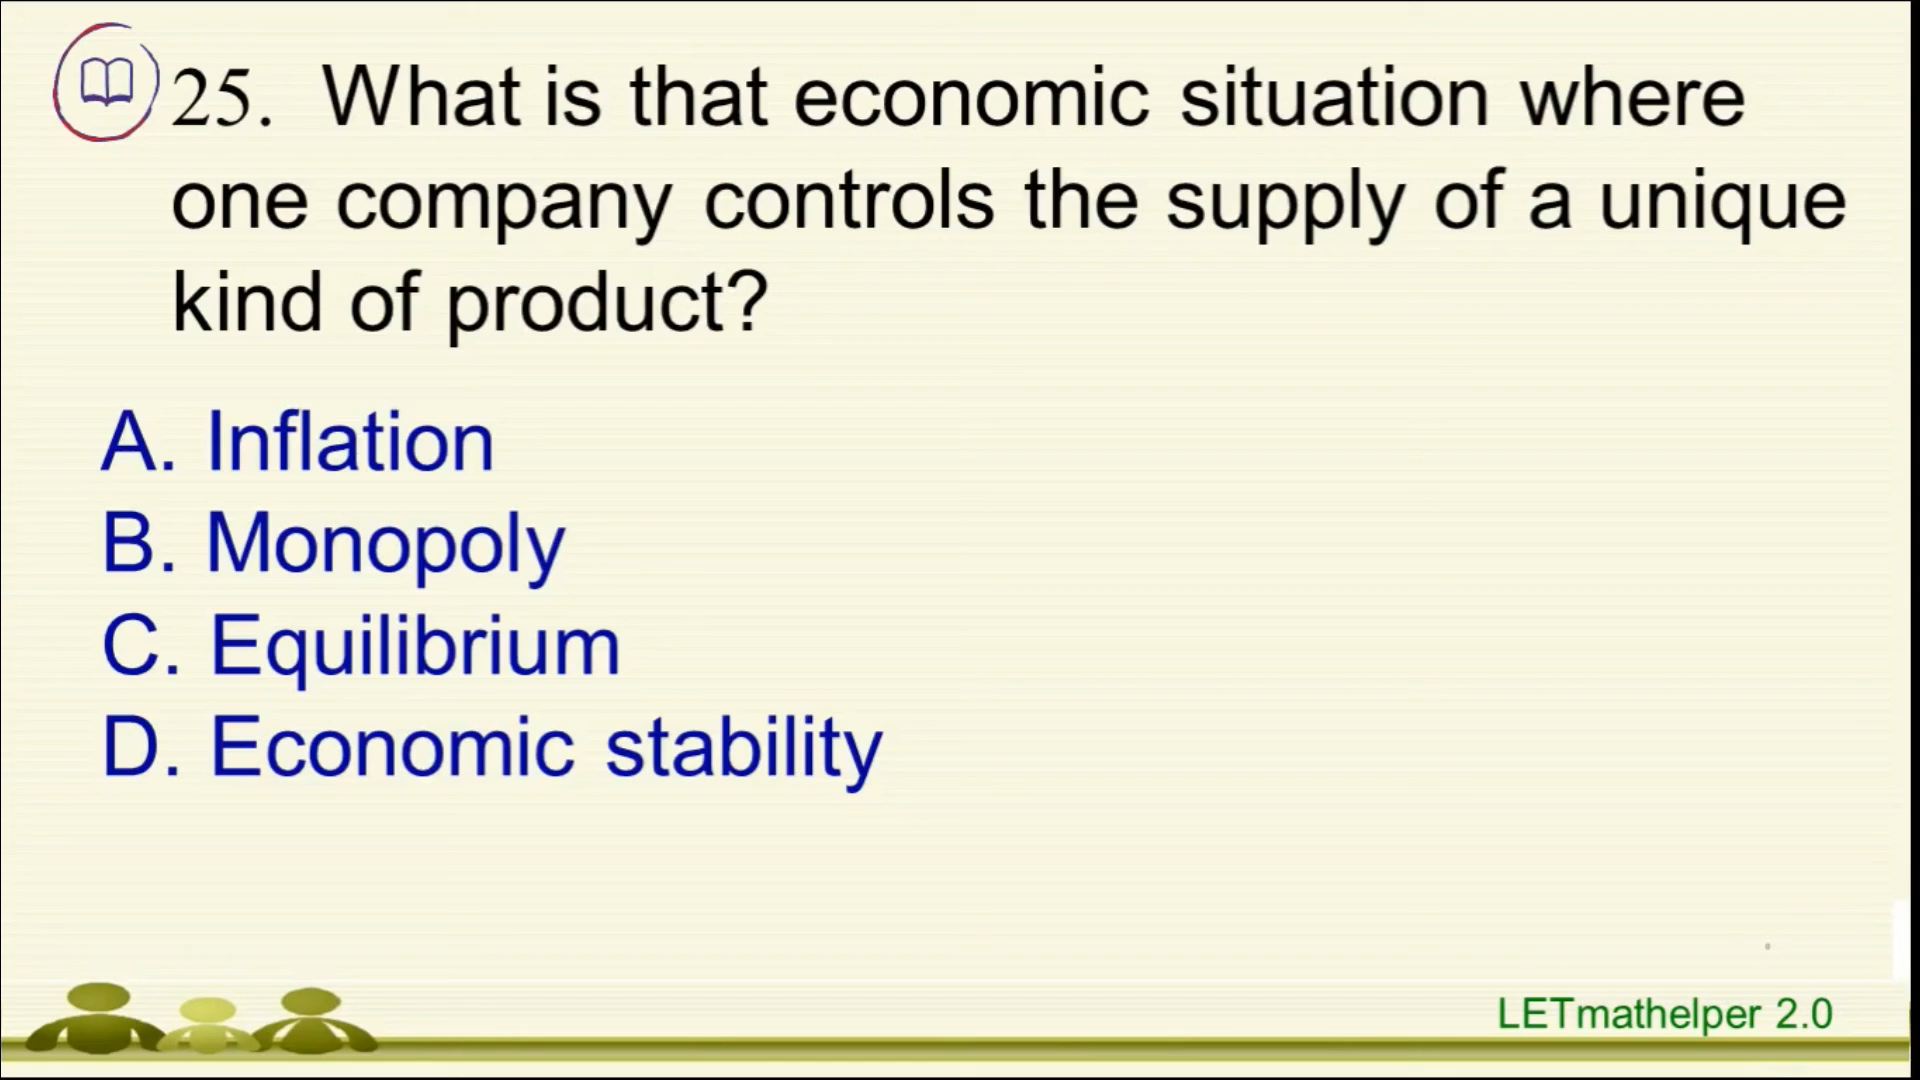 25. What is that economic situation where
one company controls the supply of a unique
kind of product?
A. Inflation
B. Monopoly
C. Equilibrium
D. Economic stability
LETmathelper 2.0